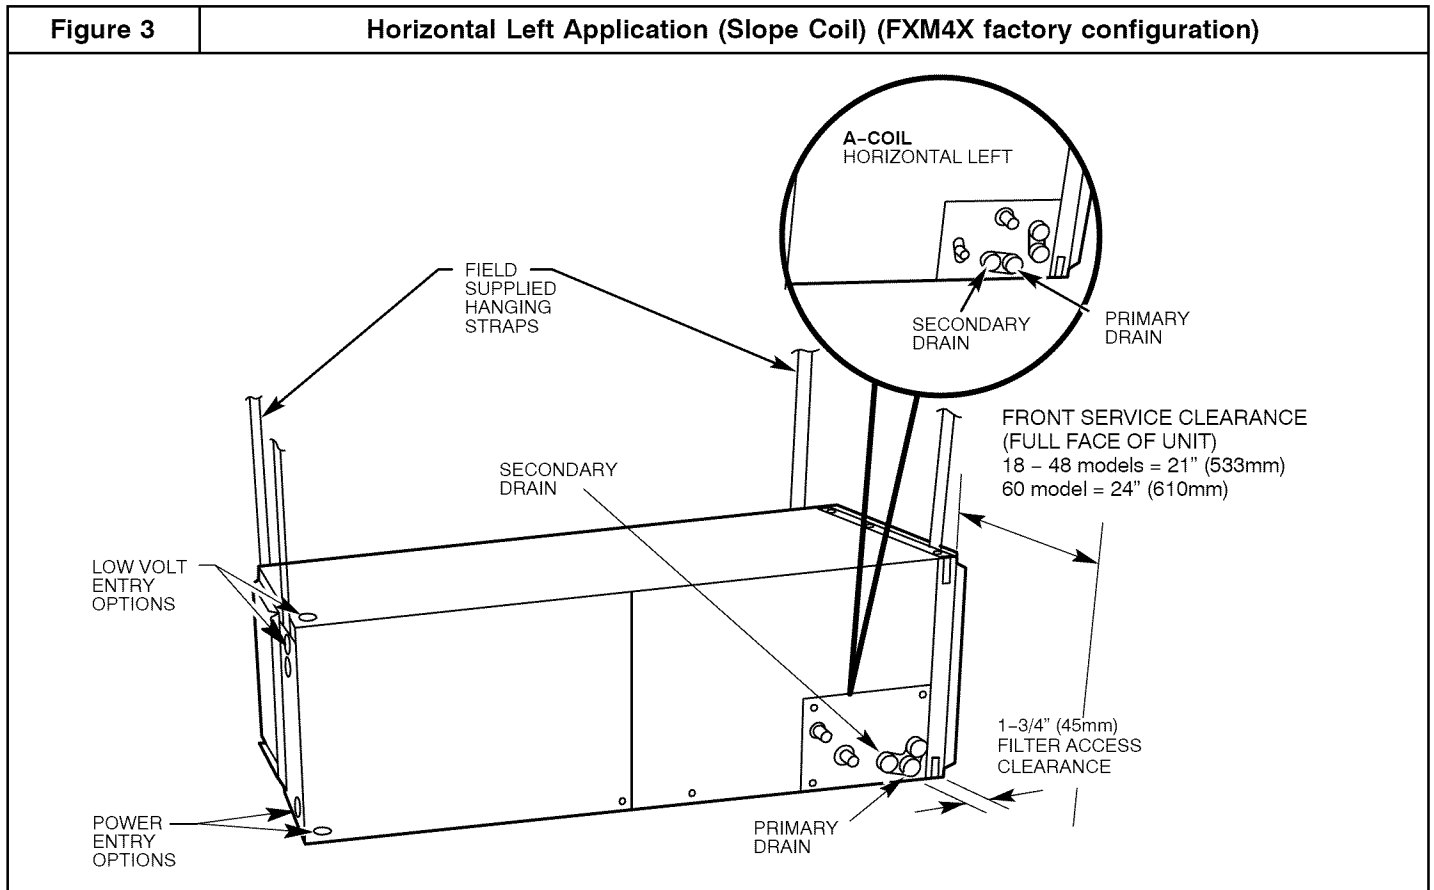 Figure 3
Horizontal Left Application (Slope Coil) (FXM4X factory configuration)
A-COIL
HORIZONTAL LEFT
SECONDARY
DRAIN
PRIMARY
DRAIN
FIELD
SUPPLIED
HANGING
STRAPS
FRONT SERVICE CLEARANCE
(FULL FACE OF UNIT)
18 – 48 models = 21” (533mm)
60 model = 24” (610mm)
SECONDARY
DRAIN
LOW VOLT
ENTRY
OPTIONS
1-3/4” (45mm)
FILTER ACCESS
CLEARANCE
POWER
ENTRY
OPTIONS
PRIMARY
DRAIN